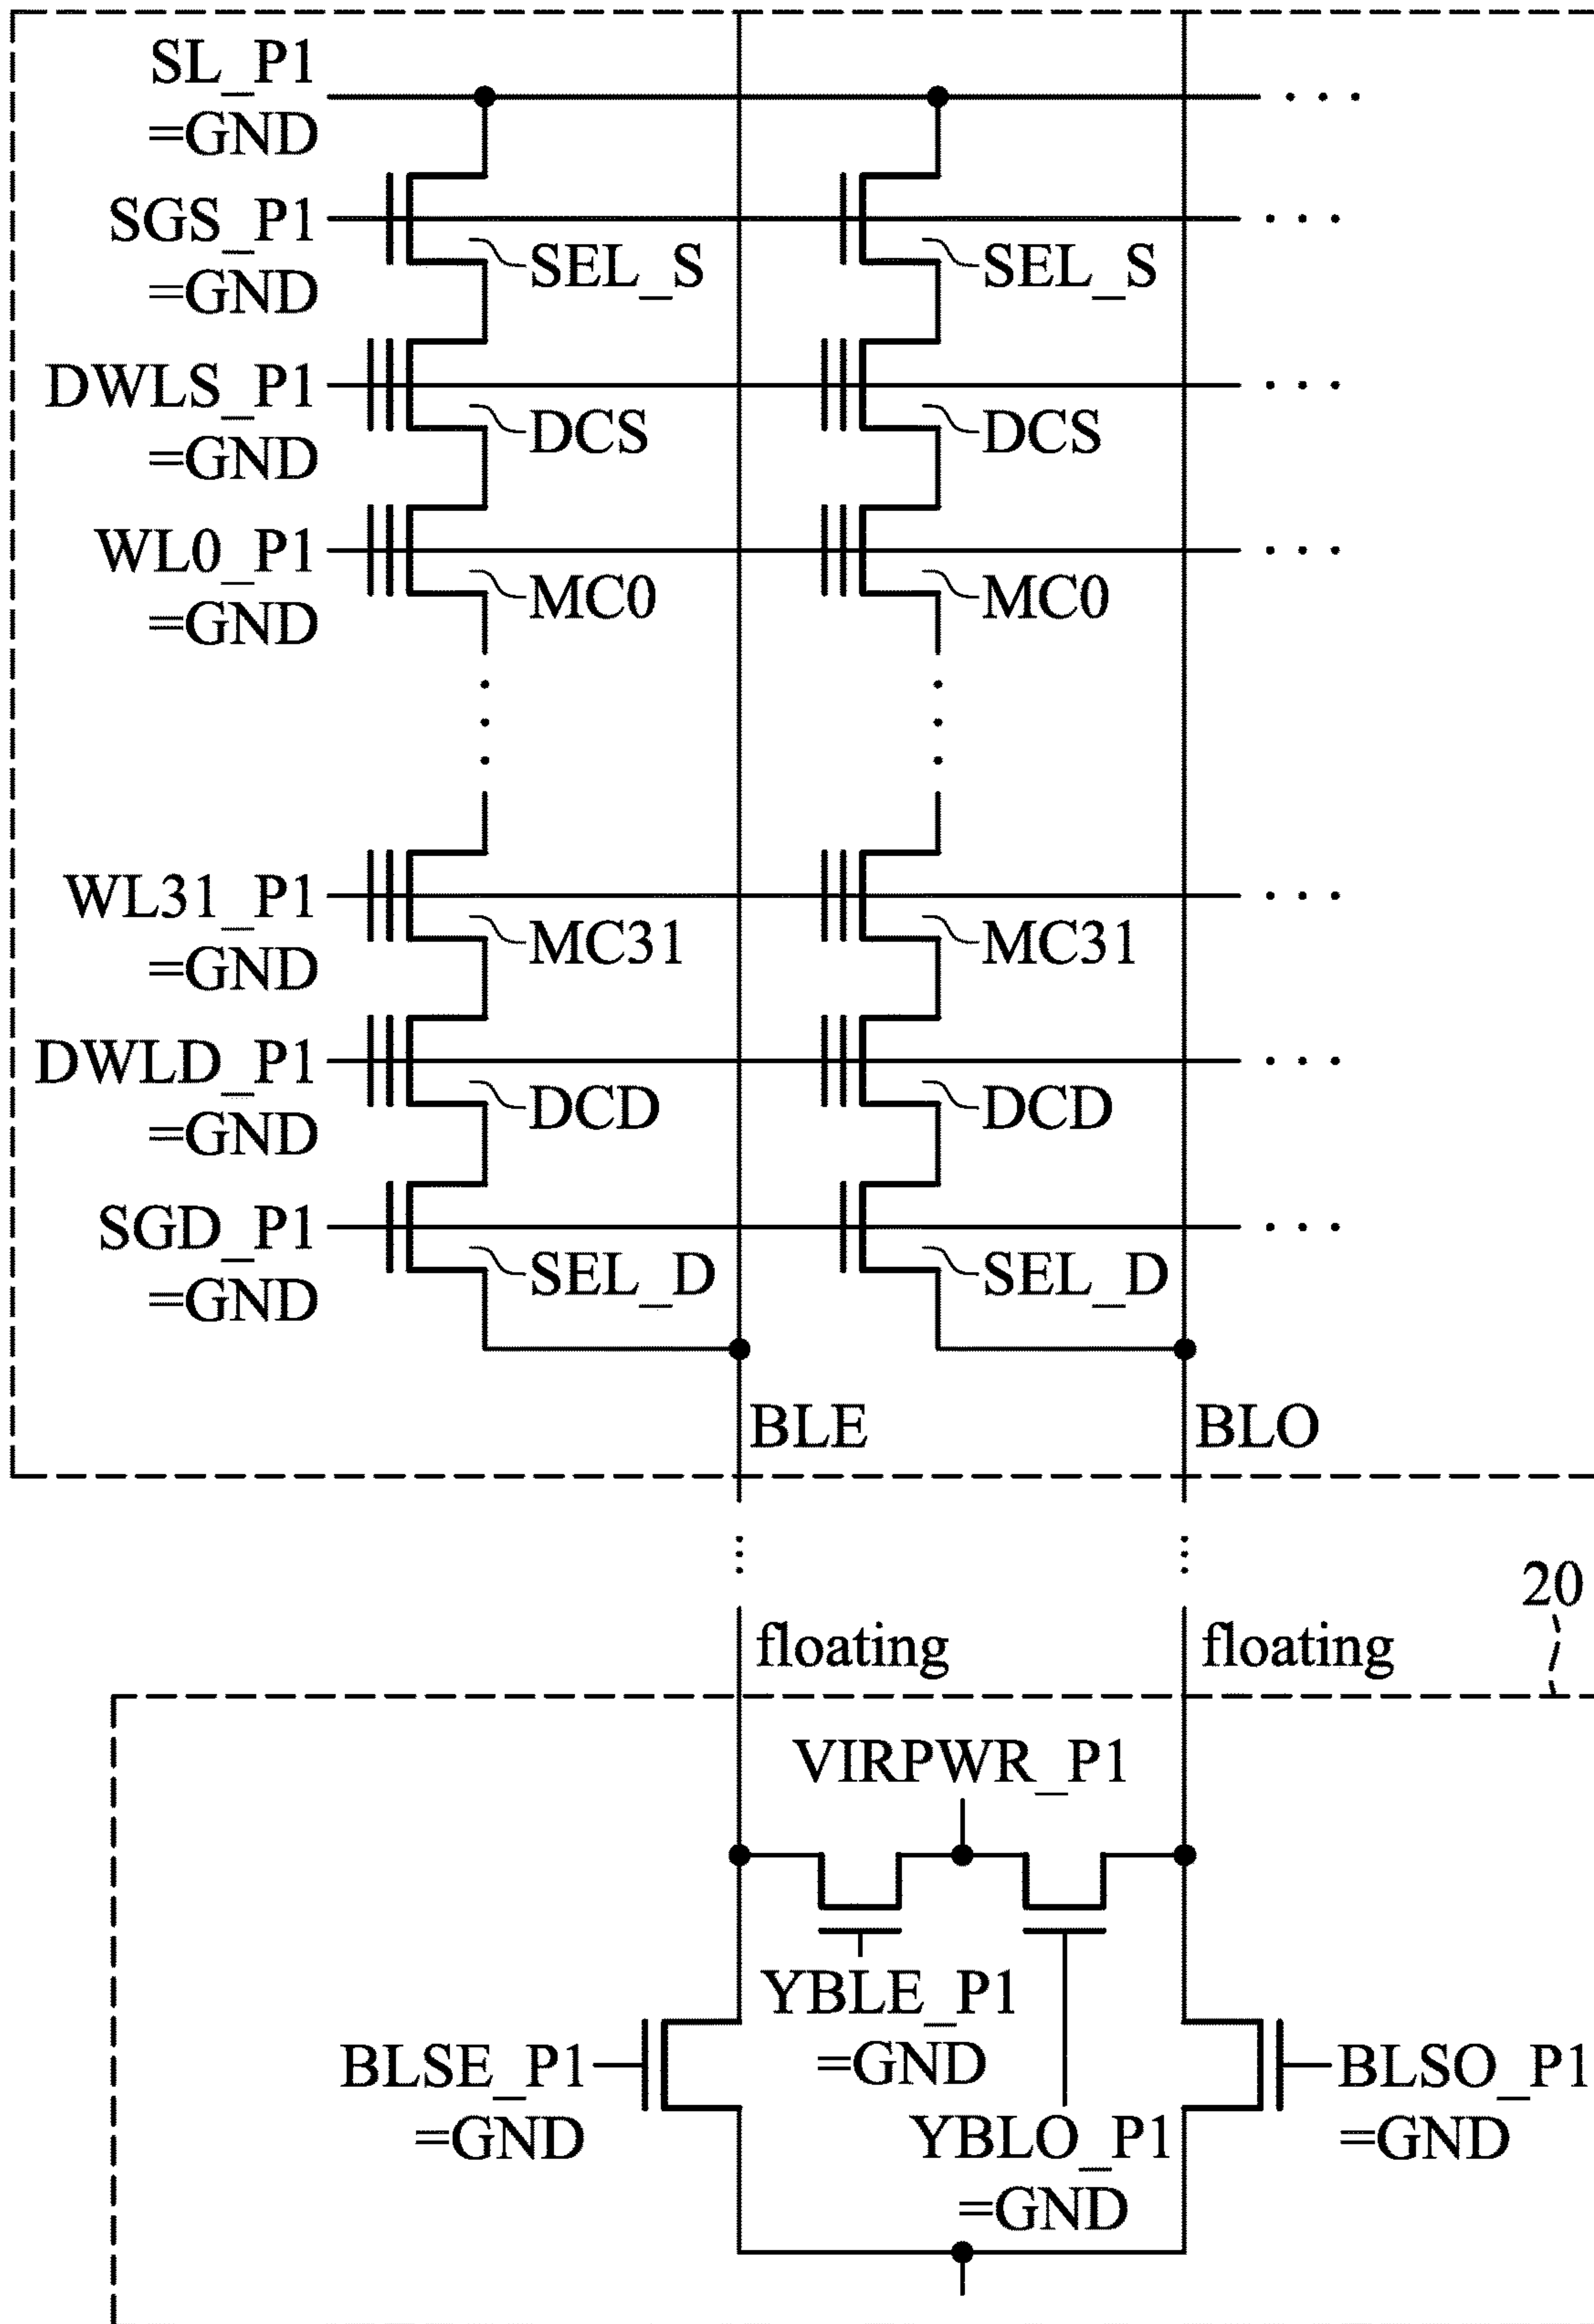 SL_P1
=GND
SGS_P1
=GND
SEL_S
SEL_S
DWLS_P1
=GND
DCS
DCS
WL0_P1
=GND
MC0
MC0
WL31_P1
=GND
MC31
MC31
DWLD_P1
=GND
DCD
DCD
SGD_P1
=GND
SEL_D
SEL_D
BLE
BLO
20
floating
floating
VIRPWR_P1
YBLE_P1
=GND
BLSE_P1
=GND
BLSO_P1
=GND
YBLO_P1
=GND